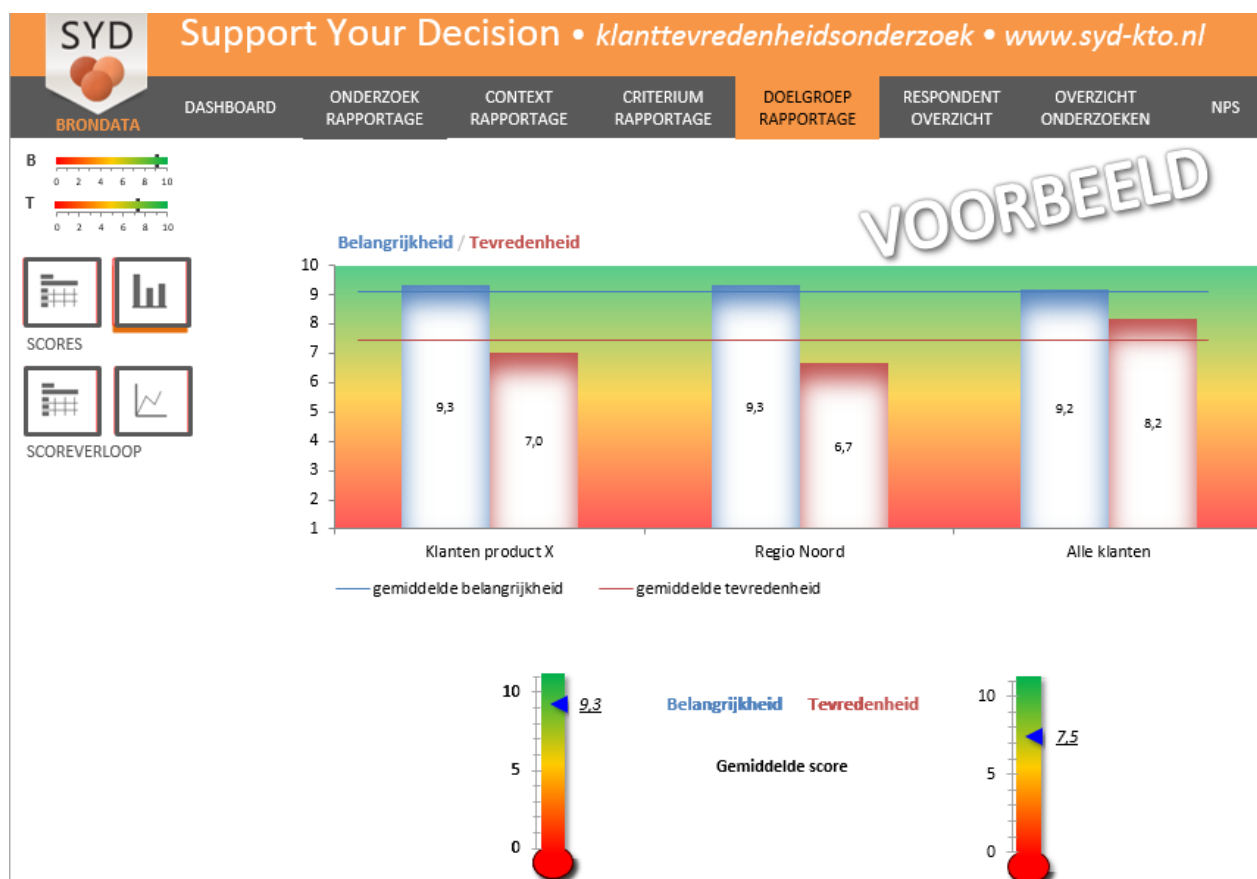 SYD
Support Your Decision • klanttevredenheidsonderzoek • www.syd-kto.nl
BRONDATA
DASHBOARD
ONDERZOEK
RAPPORTAGE
CONTEXT
RAPPORTAGE
CRITERIUM
RAPPORTAGE
DOELGROEP
RAPPORTAGE
RESPONDENT
OVERZICHT
OVERZICHT
ONDERZOEKEN
NPS
B
0 2 4 6 8 10
T
0 2 4 6 8 10
SCORES
SCOREVERLOOP
VOORBEELD
Belangrijkheid / Tevredenheid
10
9
8
7
6
5
4
3
2
1
9,3
7,0
9,3
6,7
9,2
8,2
Klanten product X
Regio Noord
Alle klanten
gemiddelde belangrijkheid
gemiddelde tevredenheid
10
5
0
9,3
Belangrijkheid Tevredenheid
Gemiddelde score
10
5
0
7,5